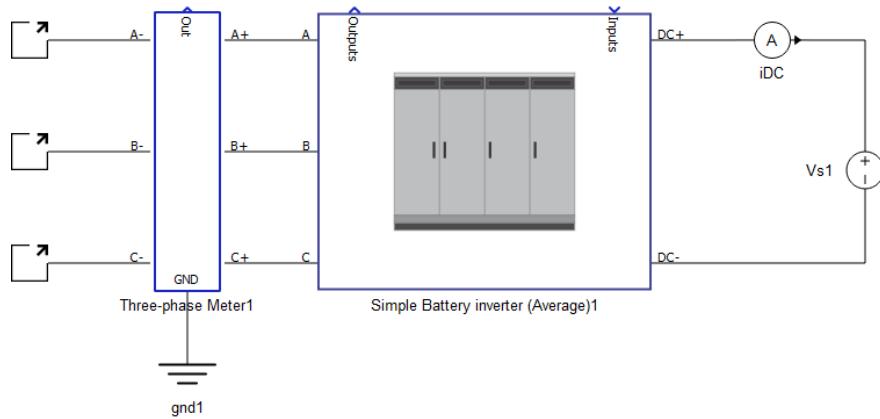 Out
Outputs
Inputs
A-
A+
A
DC+
A
iDC
B-
B+
B
Vs1
C-
C+
C
DC-
GND
Three-phase Meter1
Simple Battery inverter (Average)1
gnd1